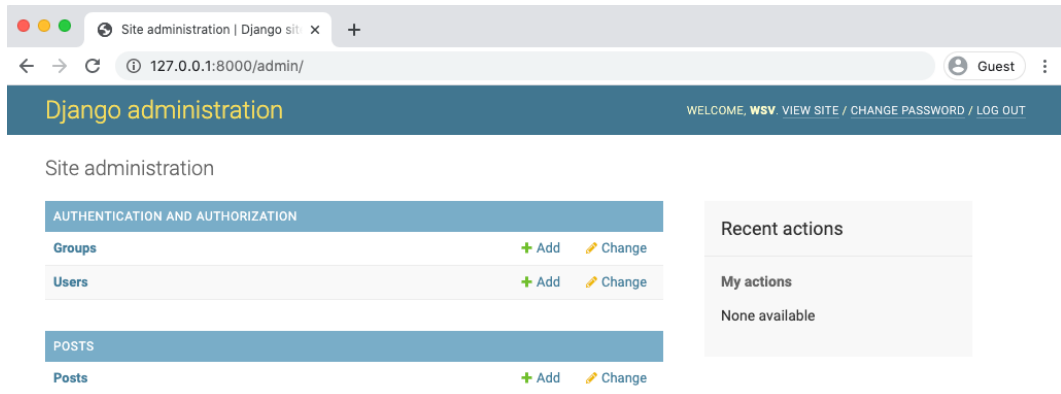 Site administration | Django sit
127.0.0.1:8000/admin/
Guest
Django administration
WELCOME, WSV. VIEW SITE / CHANGE PASSWORD / LOG OUT
Site administration
AUTHENTICATION AND AUTHORIZATION
Groups Add Change
Users Add Change
POSTS
Posts Add Change
Recent actions
My actions
None available